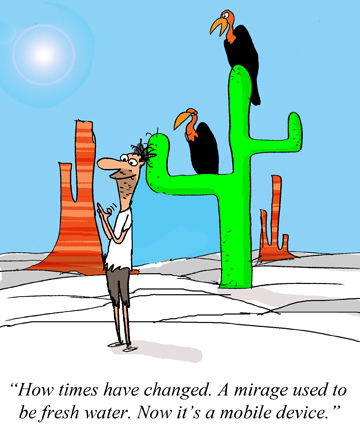 “How times have changed. A mirage used to
be fresh water. Now it’s a mobile device.”